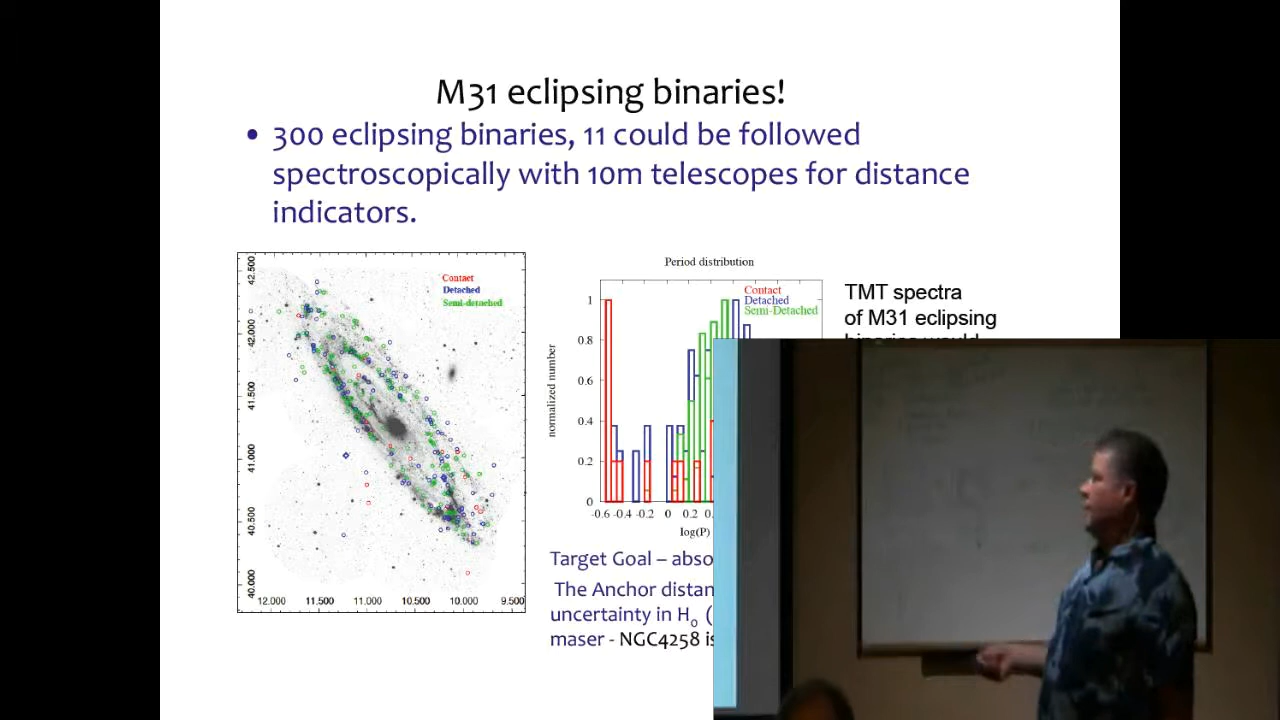 M31 eclipsing binaries!
• 300 eclipsing binaries, 11 could be followed
spectroscopically with 10m telescopes for distance
indicators.
Contact
Detached
Semi-detached
42.500
42.000
41.500
41.000
40.500
40.000
12.000 11.500 11.000 10.500 10.000 9.500
Period distribution
Contact
Detached
Semi-Detached
normalized number
1
0.8
0.6
0.4
0.2
0
-0.6 -0.4 -0.2 0 0.2
log(P)
TMT spectra
of M31 eclipsing
binaries would
Target Goal – abso
The Anchor distan
uncertainty in H0 (
maser - NGC4258 is